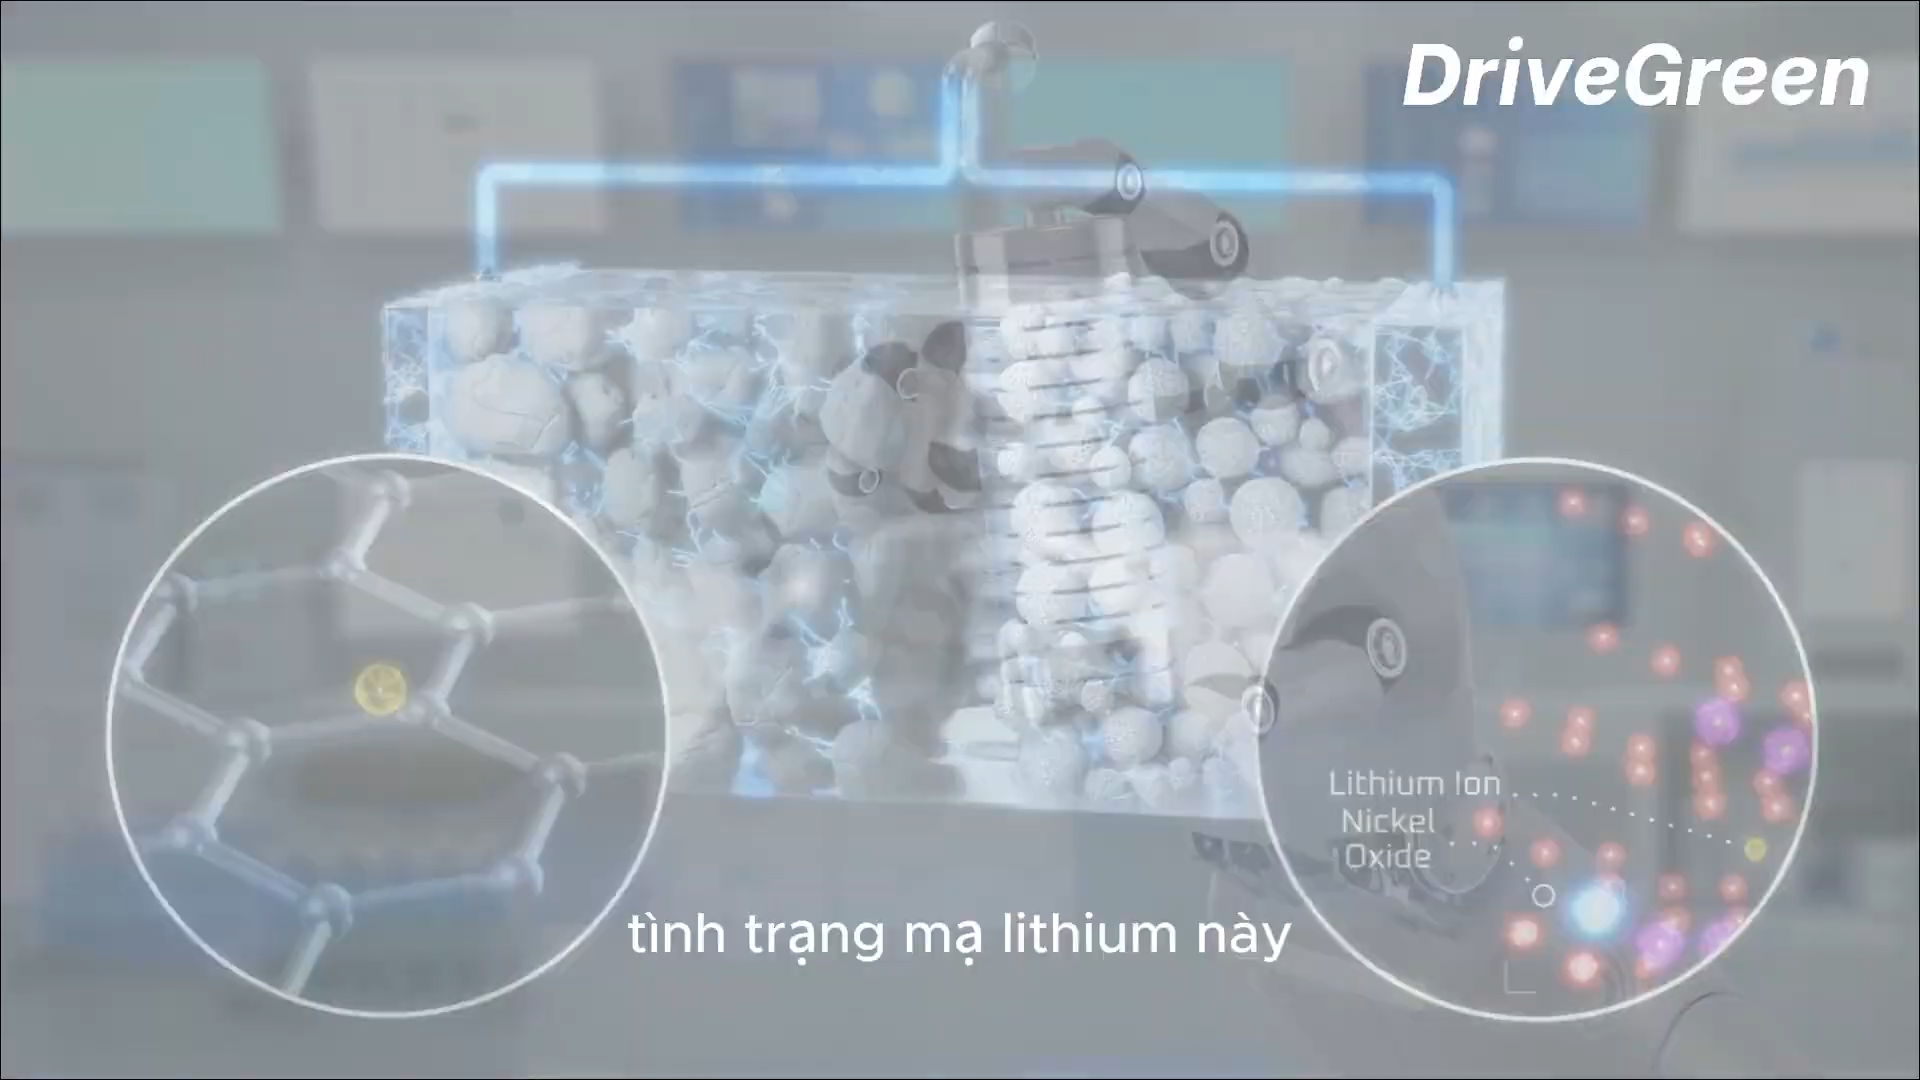 DriveGreen
Lithium Ion
Nickel
Oxide
tình trạng mạ lithium này